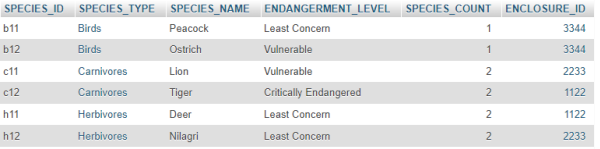 SPECIES_ID SPECIES_TYPE SPECIES_NAME ENDANGERMENT_LEVEL SPECIES_COUNT ENCLOSURE_ID
b11 Birds Peacock Least Concern 1 3344
b12 Birds Ostrich Vulnerable 1 3344
c11 Carnivores Lion Vulnerable 2 2233
c12 Carnivores Tiger Critically Endangered 2 1122
h11 Herbivores Deer Least Concern 2 1122
h12 Herbivores Nilagri Least Concern 2 2233